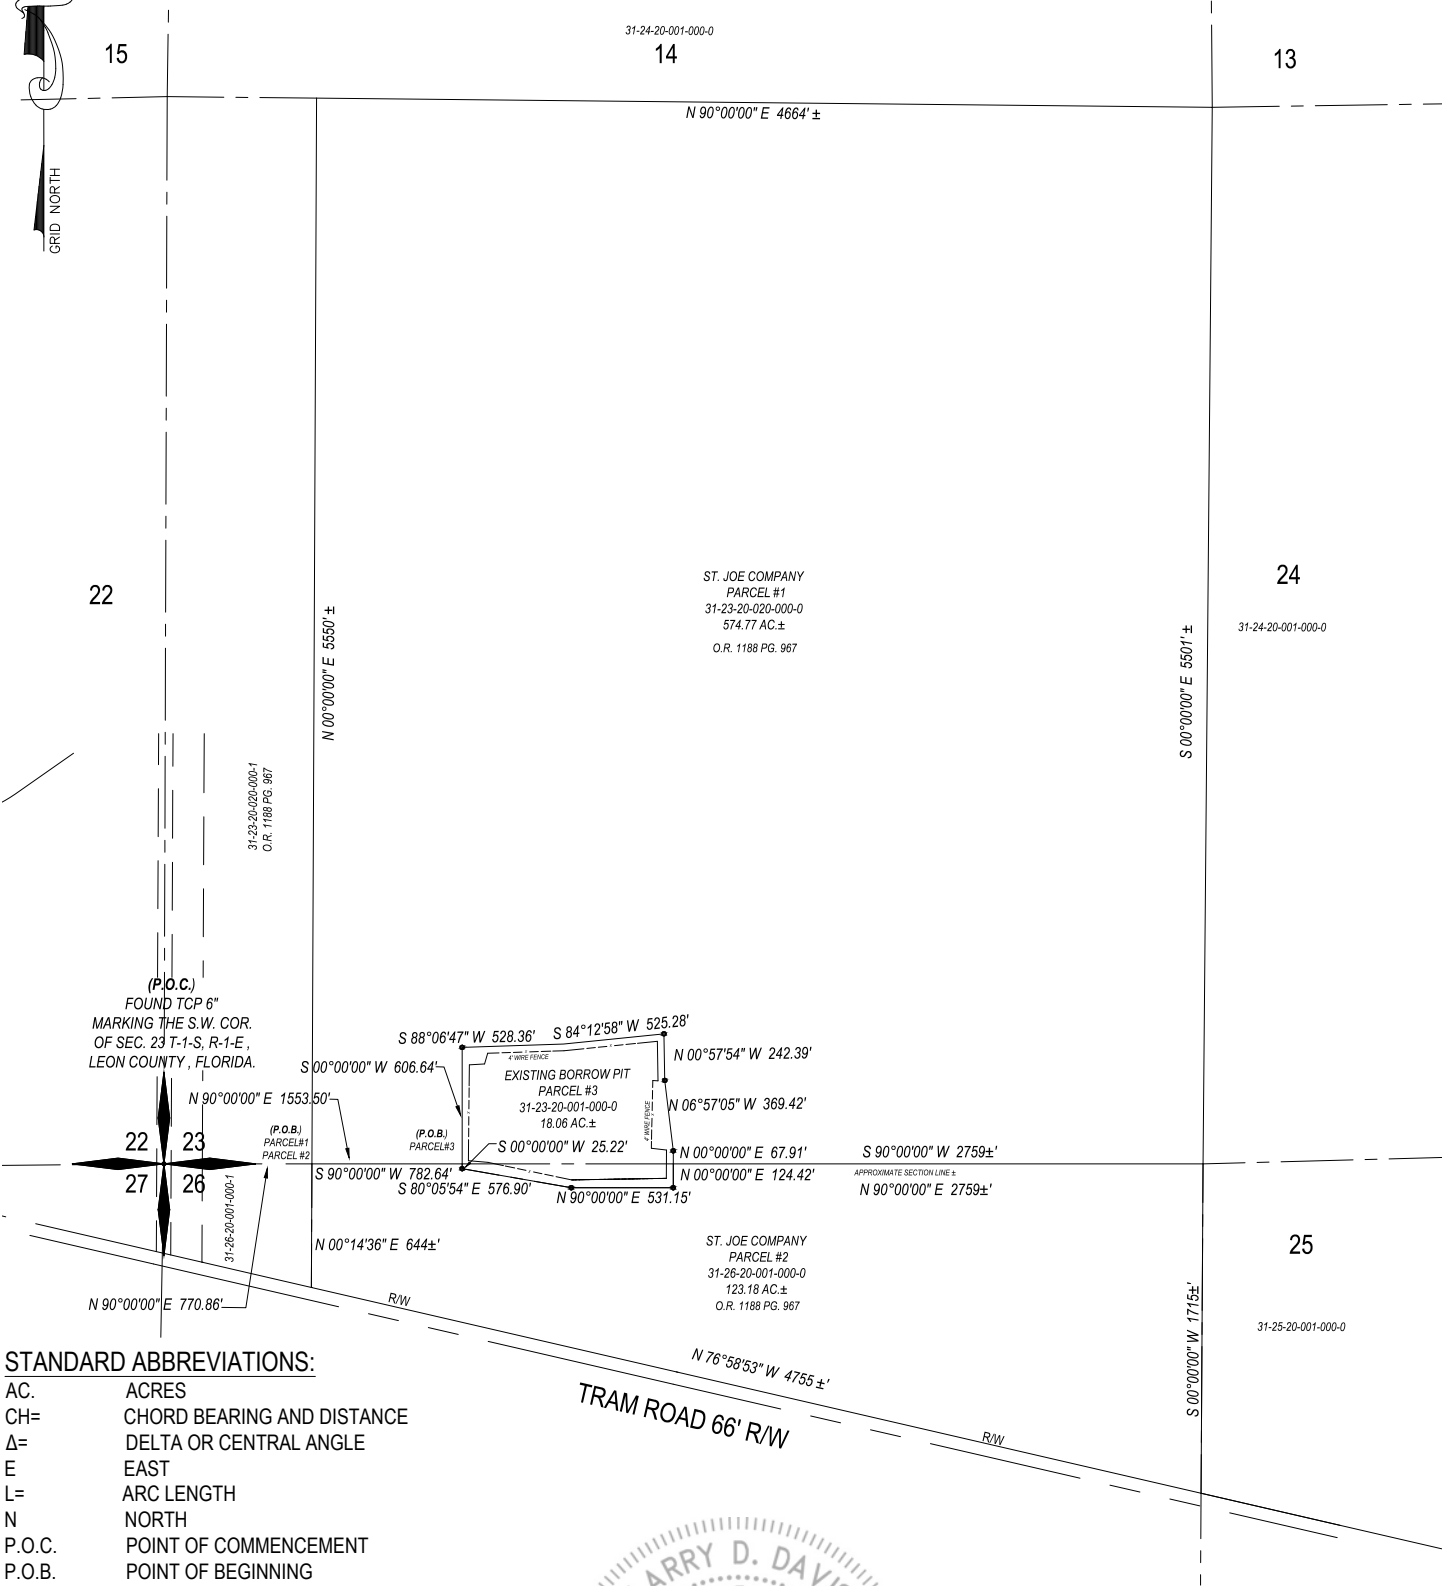 31-24-20-001-000-0
15
14
13
N 90°00'00" E 4664' ±
GRID NORTH
22
ST. JOE COMPANY
PARCEL #1
31-23-20-020-000-0
574.77 AC.±
O.R. 1188 PG. 967
24
31-24-20-001-000-0
N 00°00'00" E 5550' ±
S 00°00'00" E 5501' ±
31-23-20-020-000-1
O.R. 1188 PG. 967
(P.O.C.)
FOUND TCP 6"
MARKING THE S.W. COR.
OF SEC. 23 T-1-S, R-1-E ,
LEON COUNTY , FLORIDA.
S 88°06'47" W 528.36'
S 84°12'58" W 525.28'
4' WIRE FENCE
N 00°57'54" W 242.39'
S 00°00'00" W 606.64'
EXISTING BORROW PIT
PARCEL #3
31-23-20-001-000-0
18.06 AC.±
N 90°00'00" E 1553.50'
N 06°57'05" W 369.42'
4' WIRE FENCE
22
23
27
26
(P.O.B.)
PARCEL#1
PARCEL #2
(P.O.B.)
PARCEL#3
S 00°00'00" W 25.22'
N 00°00'00" E 67.91'
S 90°00'00" W 2759±'
S 90°00'00" W 782.64'
N 00°00'00" E 124.42'
APPROXIMATE SECTION LINE ±
S 80°05'54" E 576.90'
N 90°00'00" E 531.15'
N 90°00'00" E 2759±'
31-26-20-001-000-1
N 00°14'36" E 644±'
ST. JOE COMPANY
PARCEL #2
31-26-20-001-000-0
123.18 AC.±
O.R. 1188 PG. 967
25
31-25-20-001-000-0
N 90°00'00" E 770.86'
R/W
S 00°00'00" W 1715±'
N 76°58'53" W 4755 ±'
TRAM ROAD 66' R/W
R/W
STANDARD ABBREVIATIONS:
AC. ACRES
CH= CHORD BEARING AND DISTANCE
Δ= DELTA OR CENTRAL ANGLE
E EAST
L= ARC LENGTH
N NORTH
P.O.C. POINT OF COMMENCEMENT
P.O.B. POINT OF BEGINNING
ARRY D. DAVIS